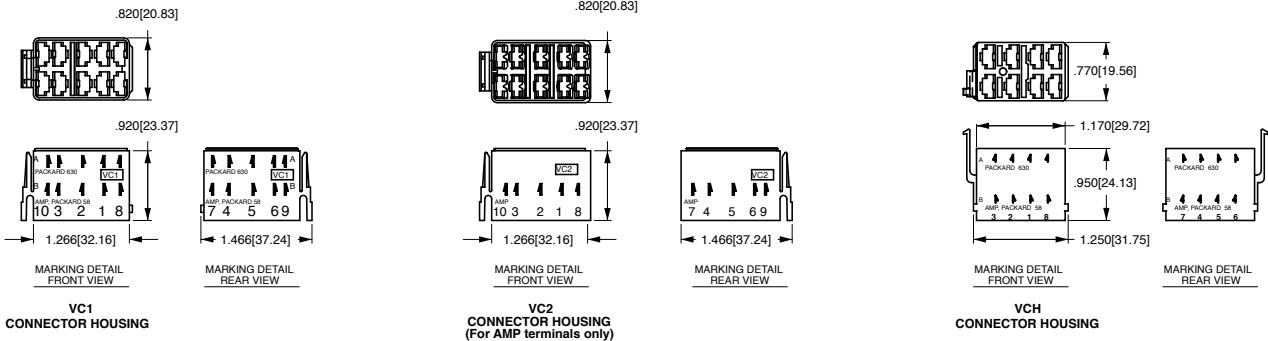 .820[20.83]
.920[23.37]
A
PACKARD 630
VC1
B
AMP, PACKARD 58
10 3 2 1 8
1.266[32.16]
MARKING DETAIL
FRONT VIEW
A
PACKARD 630
VC1
B
AMP, PACKARD 58
7 4 5 6 9
1.466[37.24]
MARKING DETAIL
REAR VIEW
VC1
CONNECTOR HOUSING
.820[20.83]
.920[23.37]
VC2
AMP
10 3 2 1 8
1.266[32.16]
MARKING DETAIL
FRONT VIEW
VC2
AMP
7 4 5 6 9
1.466[37.24]
MARKING DETAIL
REAR VIEW
VC2
CONNECTOR HOUSING
(For AMP terminals only)
.770[19.56]
1.170[29.72]
A
PACKARD 630
.950[24.13]
B
AMP, PACKARD 58
3 2 1 8
1.250[31.75]
MARKING DETAIL
FRONT VIEW
A
PACKARD 630
B
AMP, PACKARD 58
7 4 5 6
MARKING DETAIL
REAR VIEW
VCH
CONNECTOR HOUSING